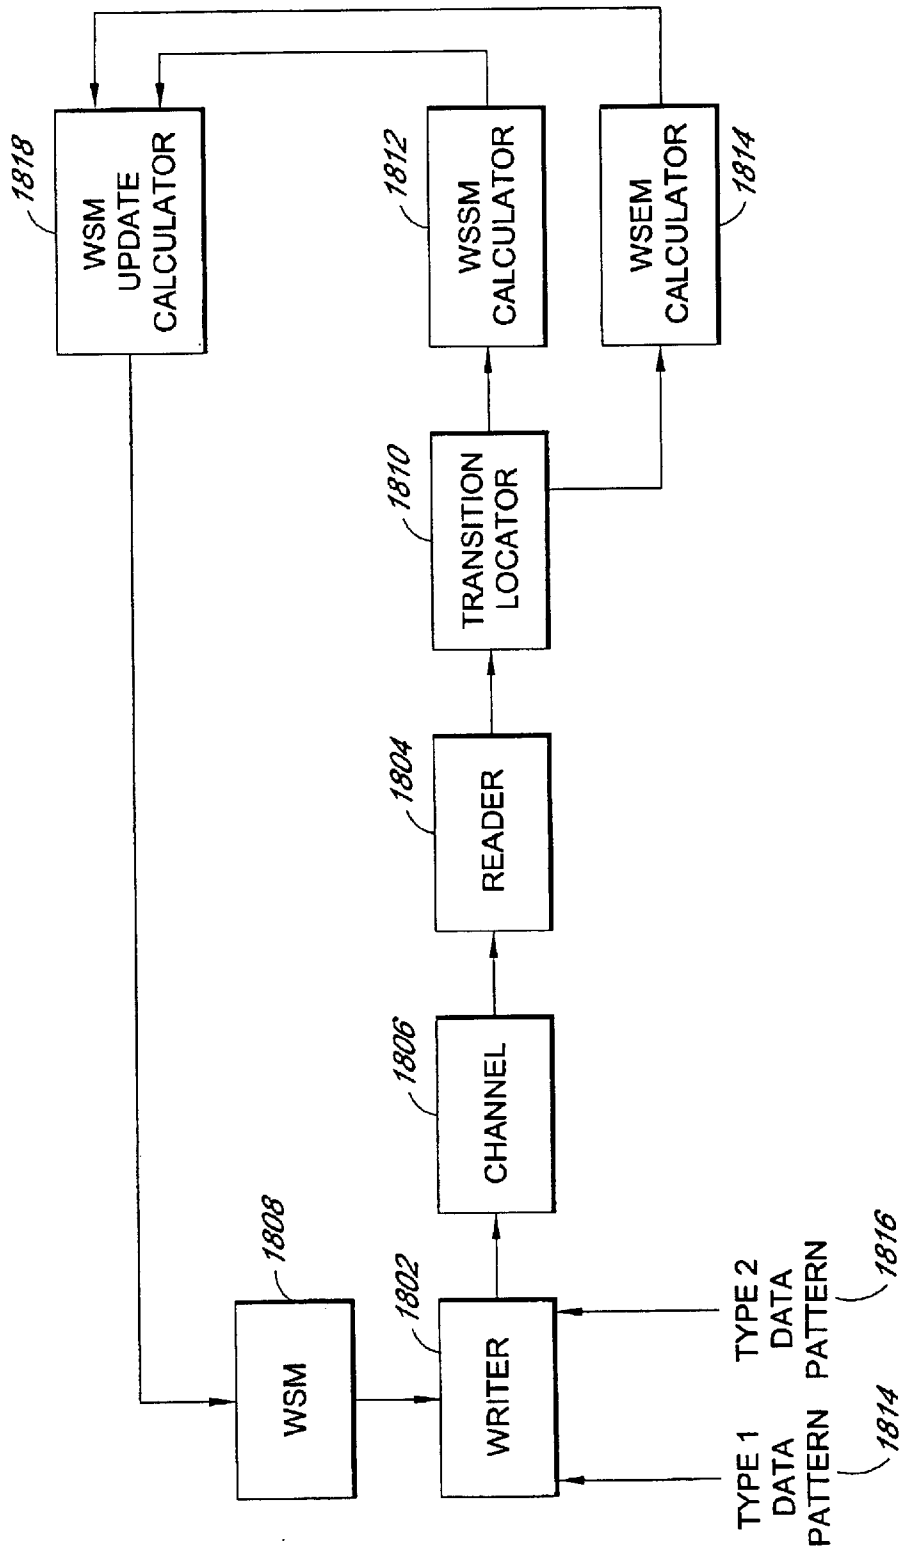 1818
WSM
UPDATE
CALCULATOR
1812
WSSM
CALCULATOR
WSEM
CALCULATOR
1814
1810
TRANSITION
LOCATOR
1804
READER
1806
CHANNEL
1808
WSM
1802
WRITER
TYPE 1
DATA
PATTERN
1814
TYPE 2
DATA
PATTERN
1816